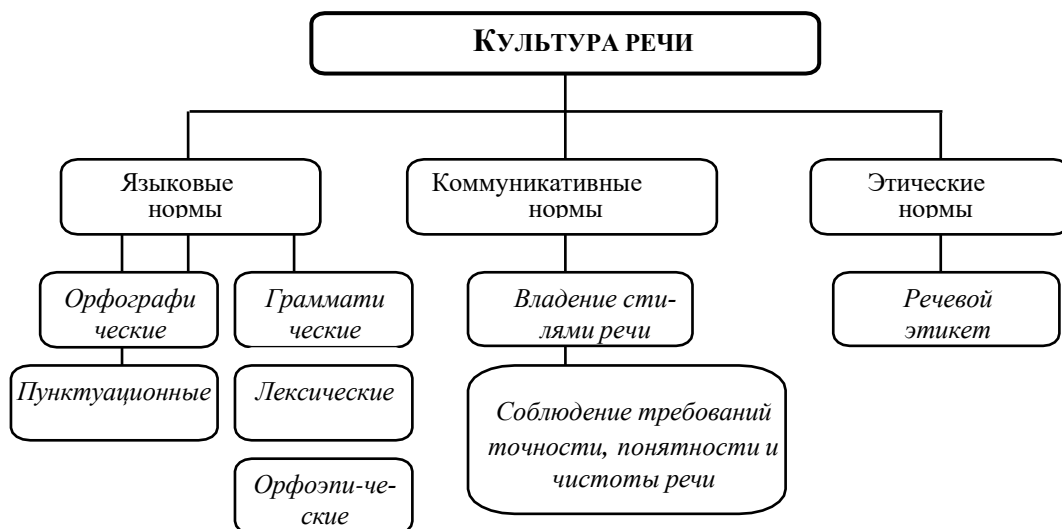 КУЛЬТУРА РЕЧИ
Языковые
нормы
Коммуникативные
нормы
Этические
нормы
Орфографи
ческие
Граммати
ческие
Владение сти-
лями речи
Речевой
этикет
Пунктуационные
Лексические
Соблюдение требований
точности, понятности и
чистоты речи
Орфоэпи-че-
ские